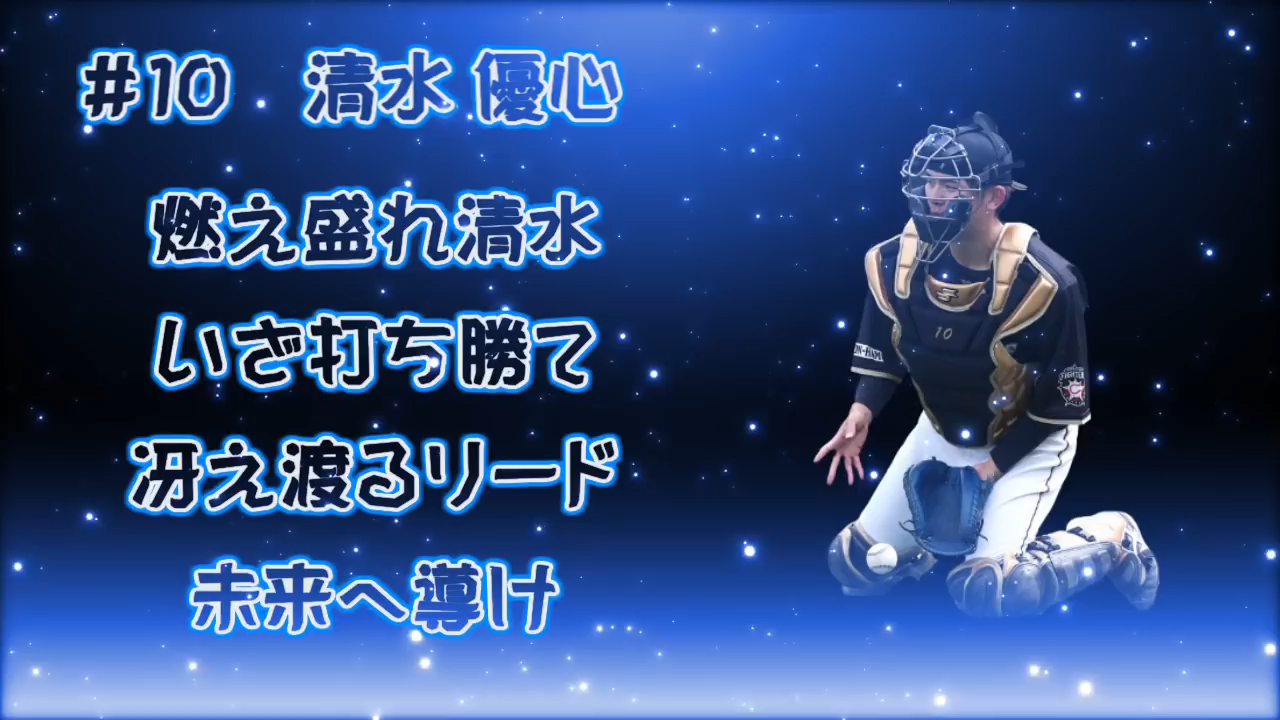 #10 清水 優心
燃え盛れ清水
いざ打ち勝て
冴え渡るリード
未来へ導け
10